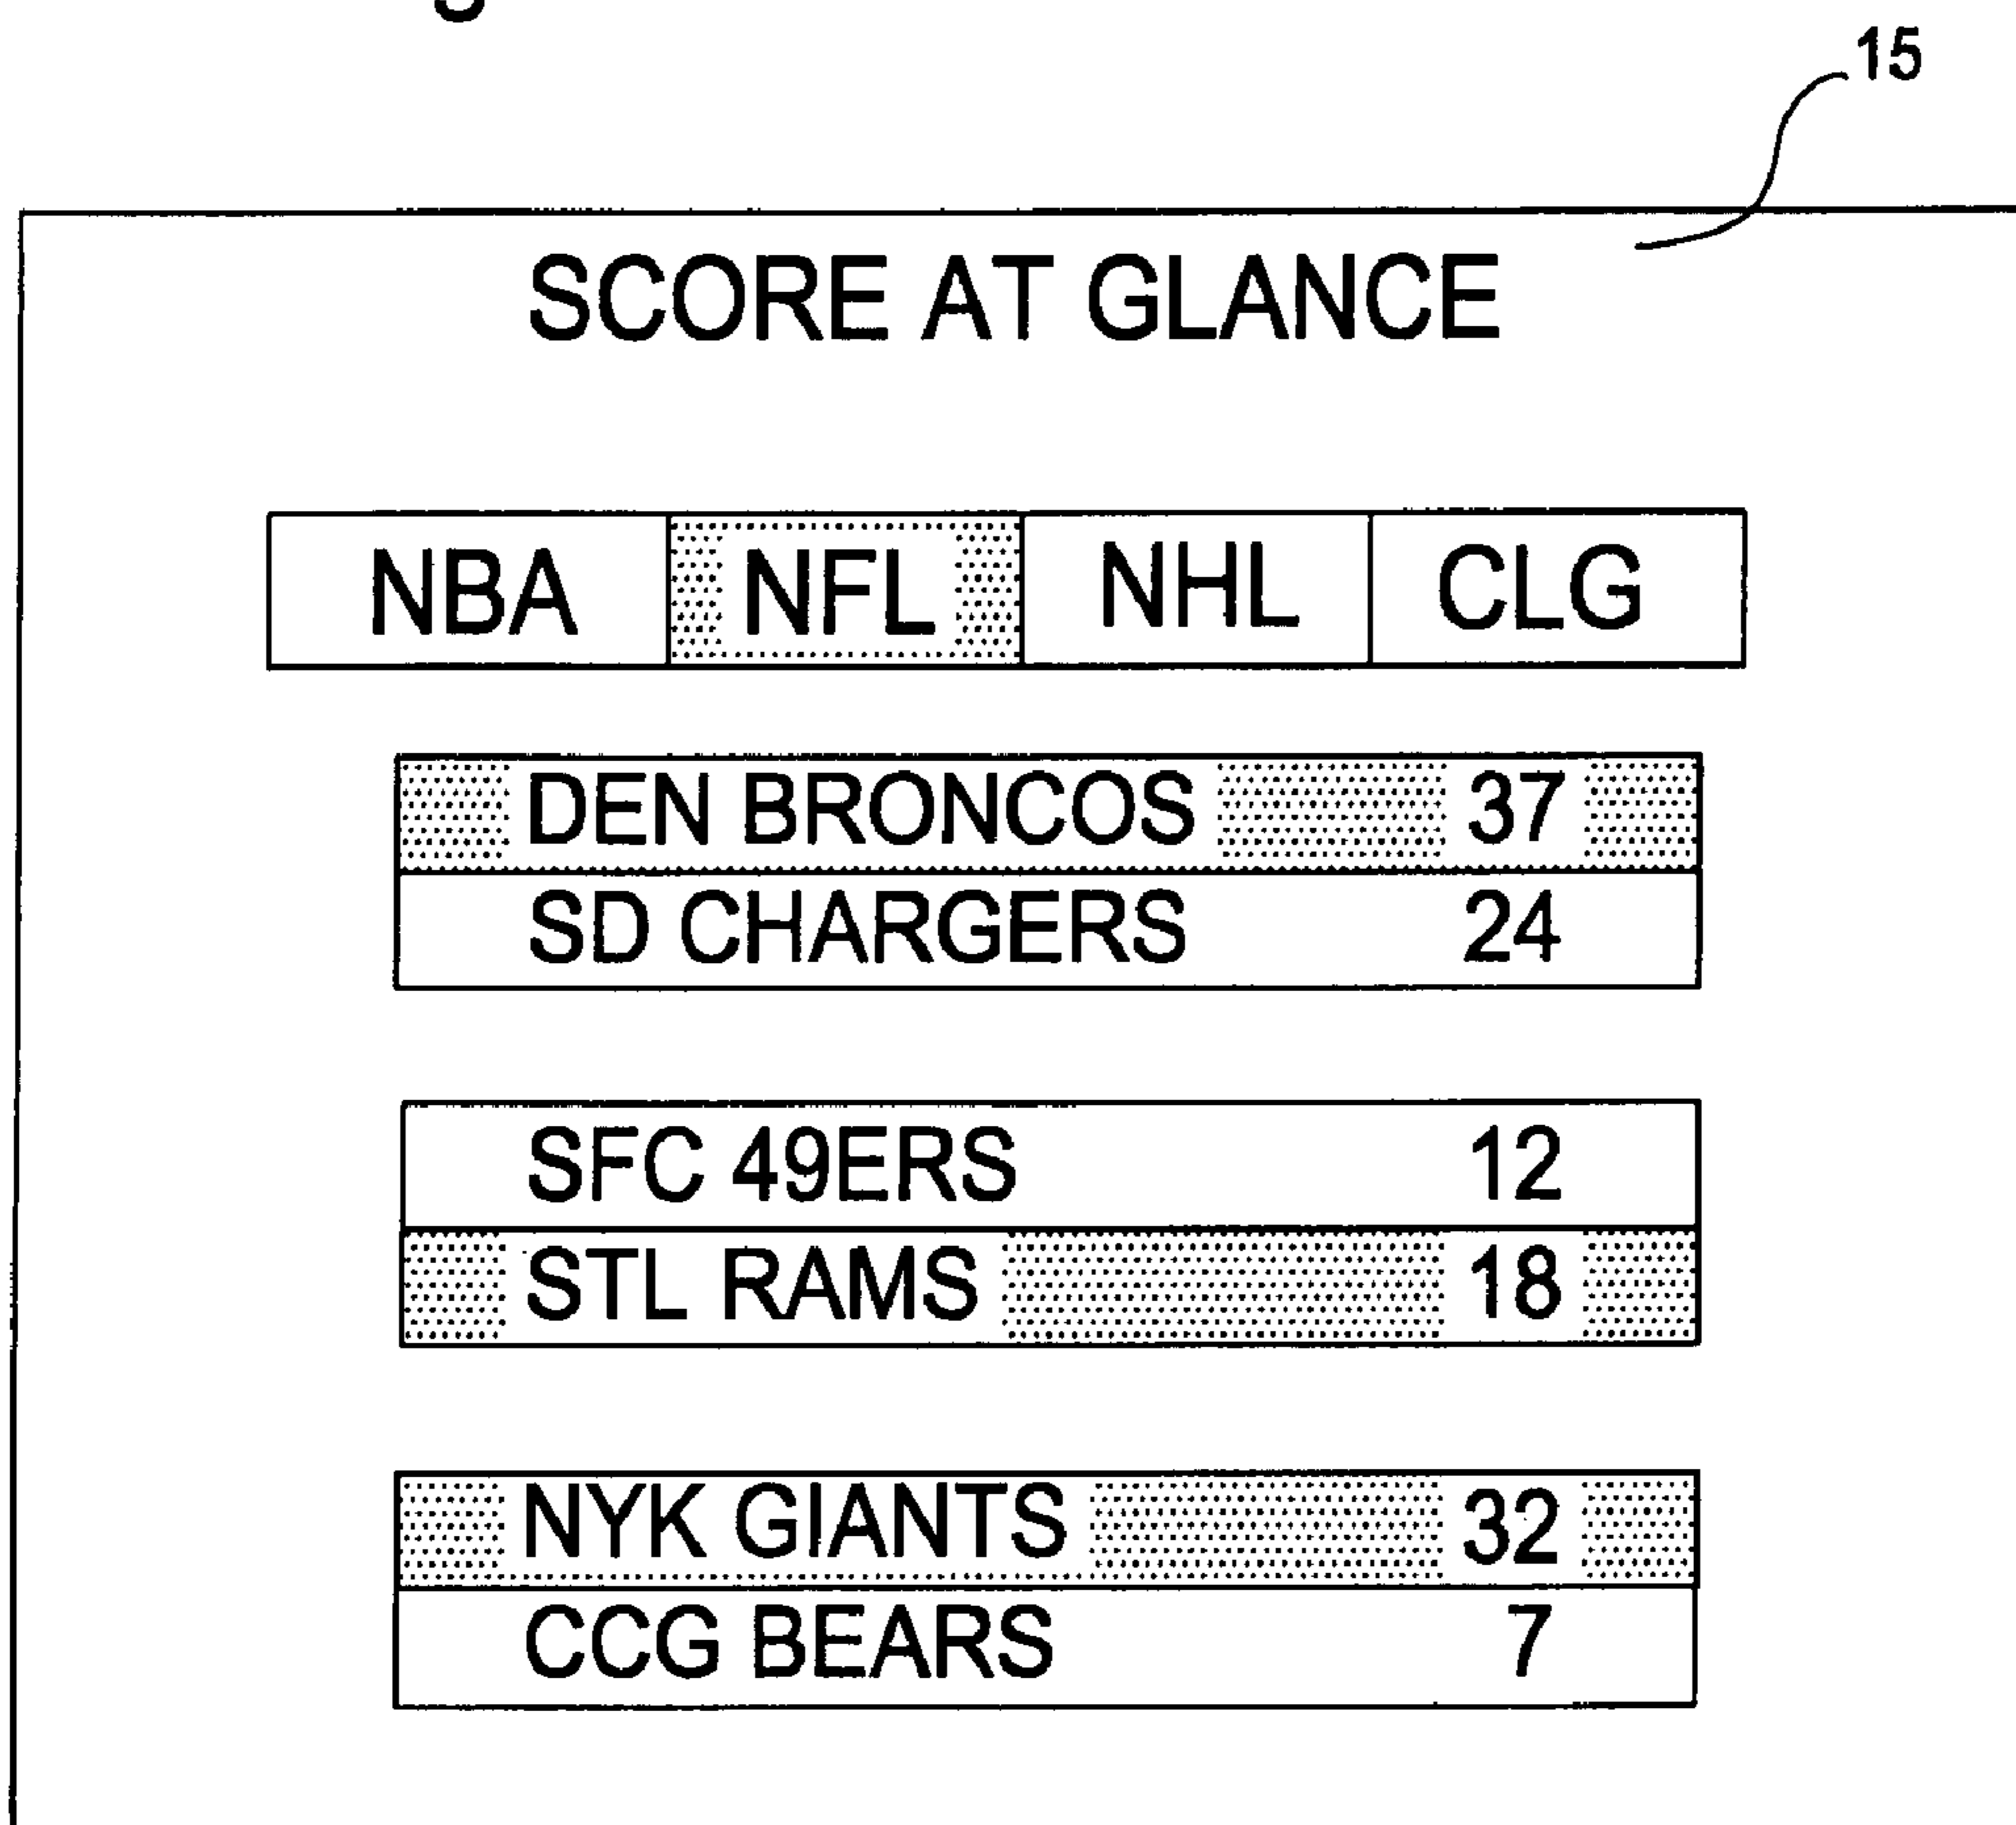 15
SCORE AT GLANCE
NBA NFL NHL CLG
DEN BRONCOS 37
SD CHARGERS 24
SFC 49ERS 12
STL RAMS 18
NYK GIANTS 32
CCG BEARS 7